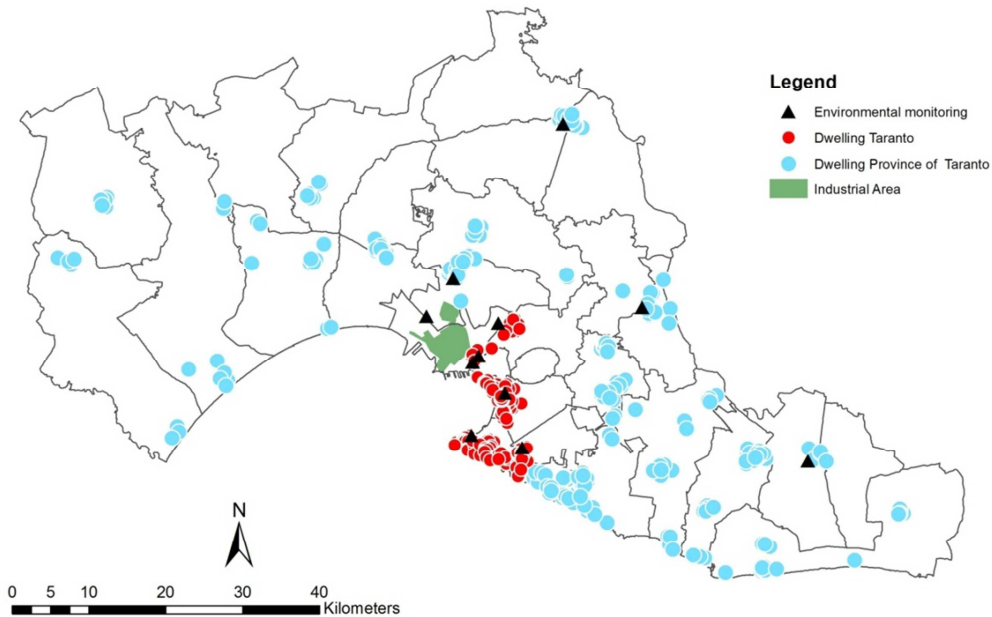 Legend
Environmental monitoring
Dwelling Taranto
Dwelling Province of Taranto
Industrial Area
N
0 5 10 20 30 40
Kilometers